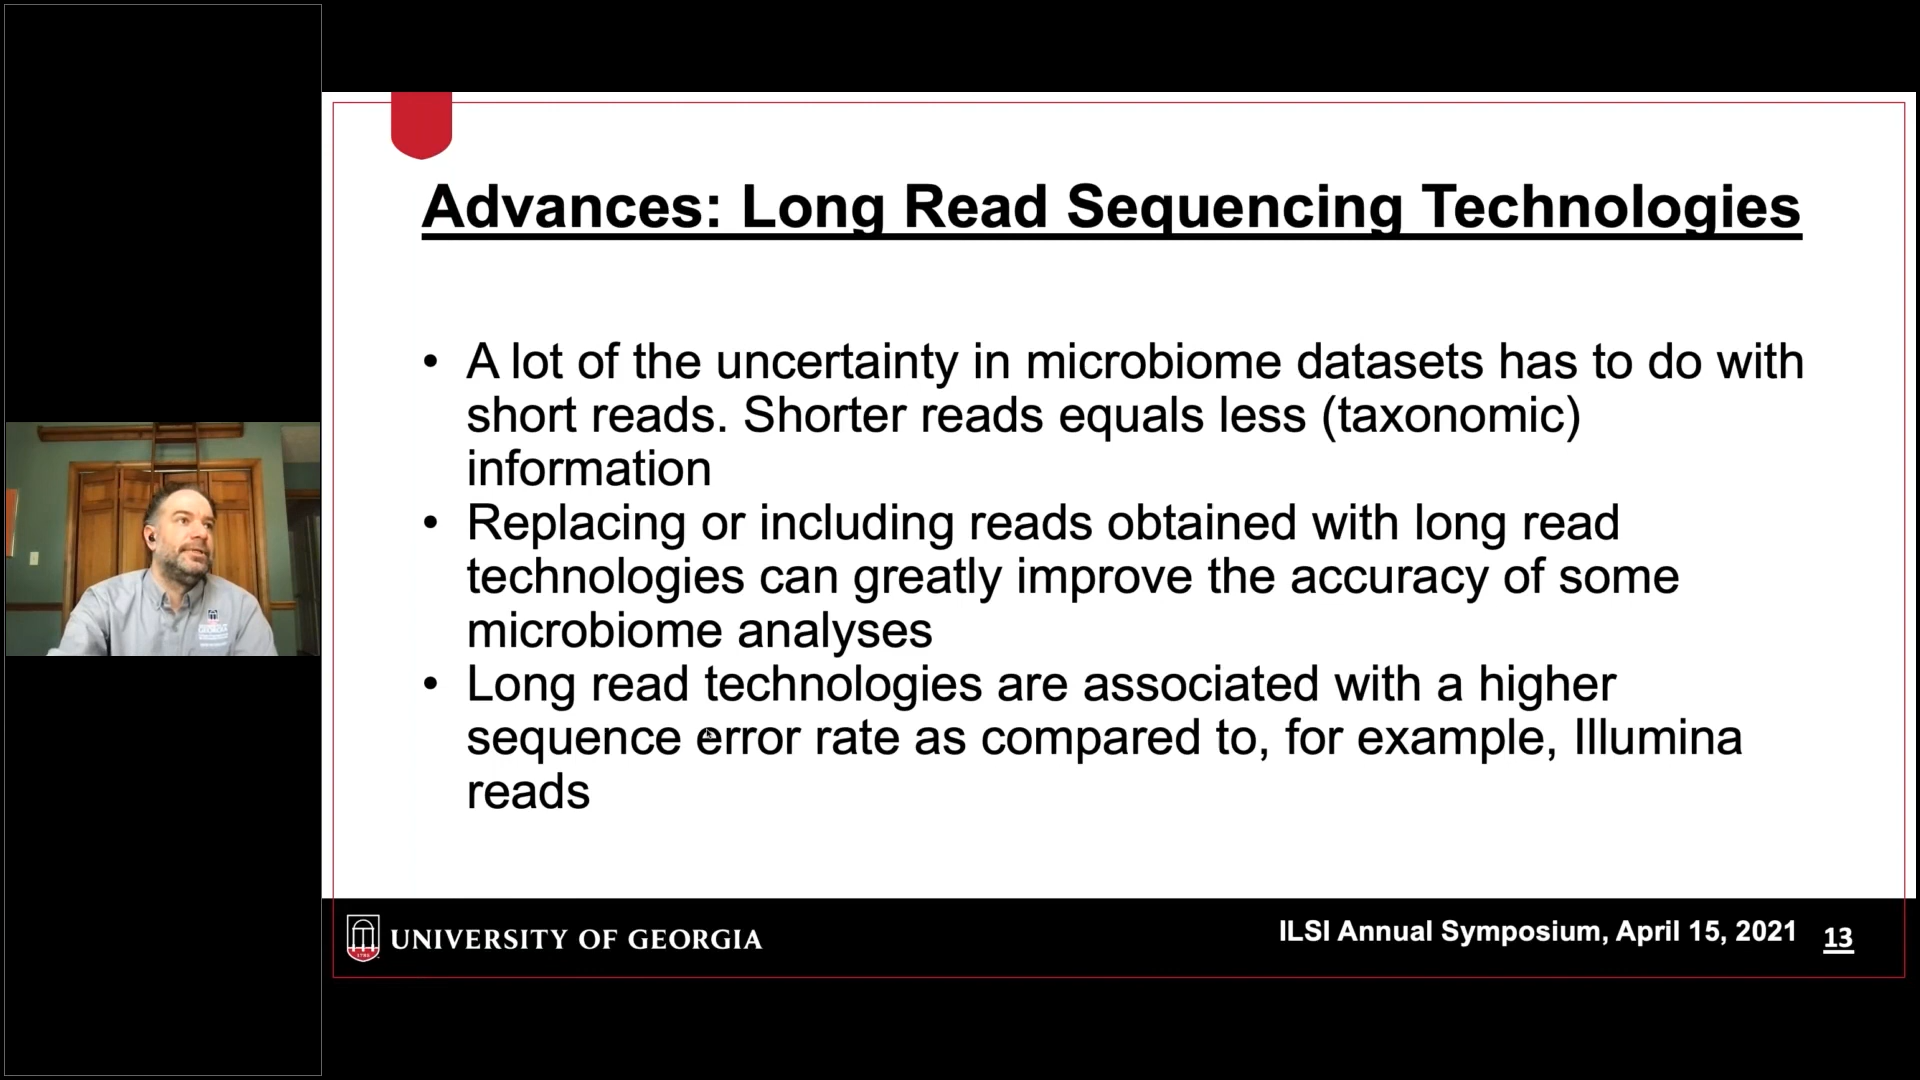 Advances: Long Read Sequencing Technologies
• A lot of the uncertainty in microbiome datasets has to do with
short reads. Shorter reads equals less (taxonomic)
information
• Replacing or including reads obtained with long read
technologies can greatly improve the accuracy of some
microbiome analyses
• Long read technologies are associated with a higher
sequence error rate as compared to, for example, Illumina
reads
UNIVERSITY OF GEORGIA
ILSI Annual Symposium, April 15, 2021
13